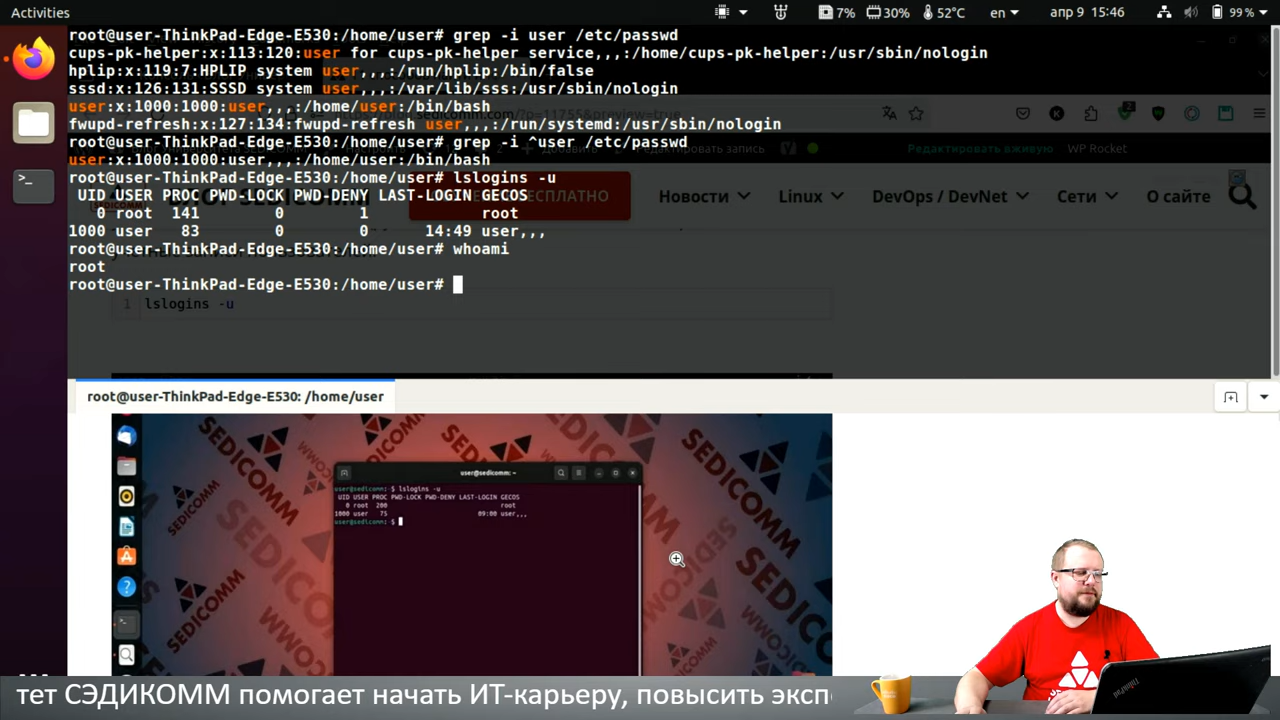 Activities
7%
30%
52°C
en
апр 9 15:46
99 %
root@user-ThinkPad-Edge-E530:/home/user# grep -i user /etc/passwd
cups-pk-helper:x:113:120:user for cups-pk-helper service,,,:/home/cups-pk-helper:/usr/sbin/nologin
hplip:x:119:7:HPLIP system user,,,:/run/hplip:/bin/false
sssd:x:126:131:SSSD system user,,,:/var/lib/sss:/usr/sbin/nologin
user:x:1000:1000:user,,,:/home/user:/bin/bash
fwupd-refresh:x:127:134:fwupd-refresh user,,,:/run/systemd:/usr/sbin/nologin
root@user-ThinkPad-Edge-E530:/home/user# grep -i ^user /etc/passwd
user:x:1000:1000:user,,,:/home/user:/bin/bash
root@user-ThinkPad-Edge-E530:/home/user# lslogins -u
UID USER PROC PWD-LOCK PWD-DENY LAST-LOGIN GECOS
0 root 141 0 1 root
1000 user 83 0 0 14:49 user,,,
root@user-ThinkPad-Edge-E530:/home/user# whoami
root
root@user-ThinkPad-Edge-E530:/home/user#
Редактировать вживую
WP Rocket
Новости
Linux
DevOps / DevNet
Сети
О сайте
1 lslogins -u
root@user-ThinkPad-Edge-E530: /home/user
user@sedicomm: ~
user@sedicomm:~$ lslogins -u
UID USER PROC PWD-LOCK PWD-DENY LAST-LOGIN GECOS
0 root 200 root
1000 user 75 09:00 user,,,
user@sedicomm:~$
SEDICOMM
SEDICOMM
SEDICOMM
SEDICOMM
ThinkPad
тет СЭДИКОММ помогает начать ИТ-карьеру, повысить эксп